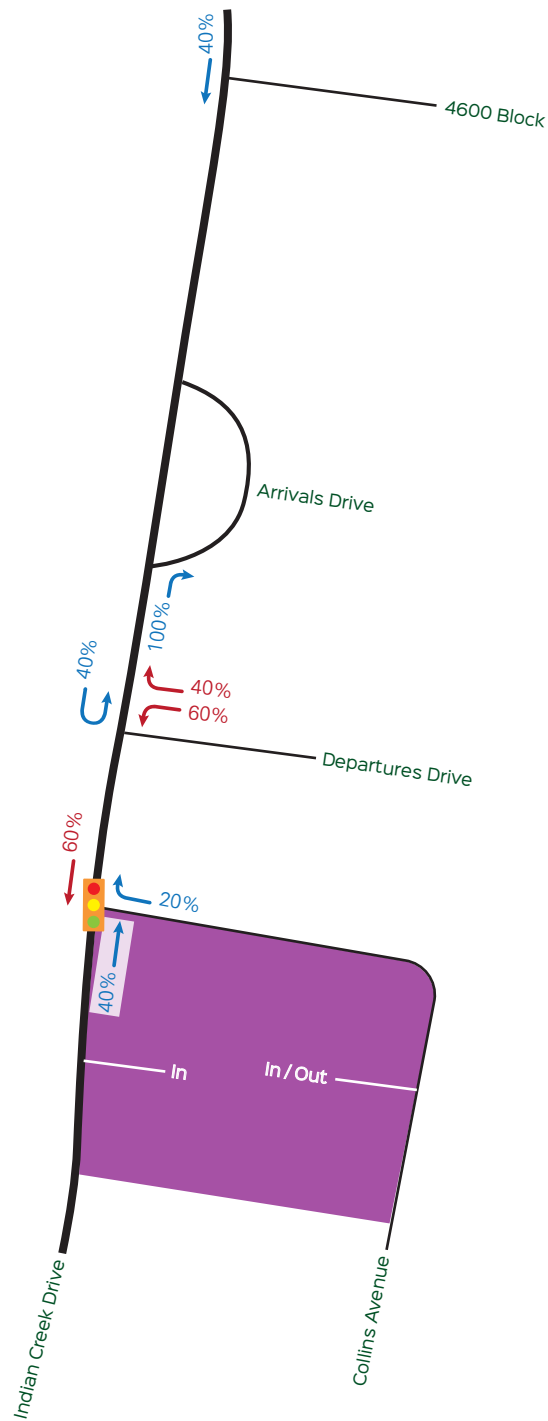 40%
4600 Block
Arrivals Drive
100%
40%
40%
60%
Departures Drive
60%
20%
40%
In
In / Out
Indian Creek Drive
Collins Avenue